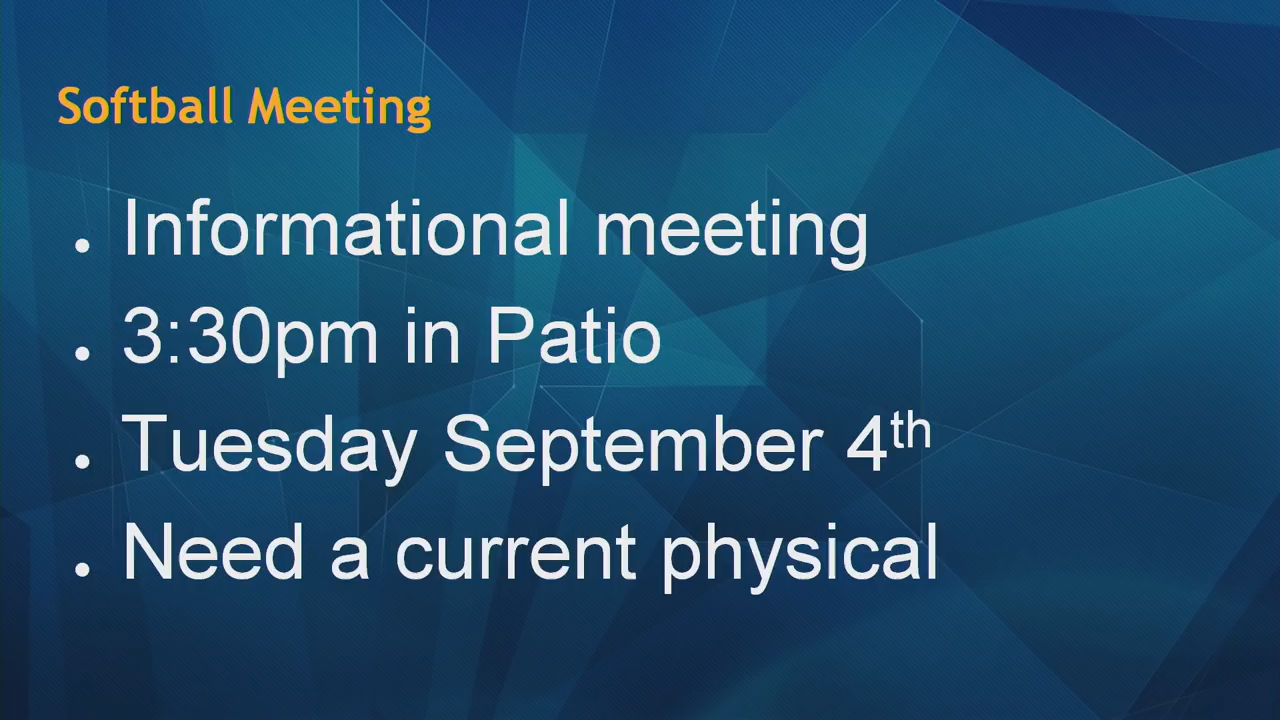 Softball Meeting
• Informational meeting
• 3:30pm in Patio
• Tuesday September 4th
• Need a current physical